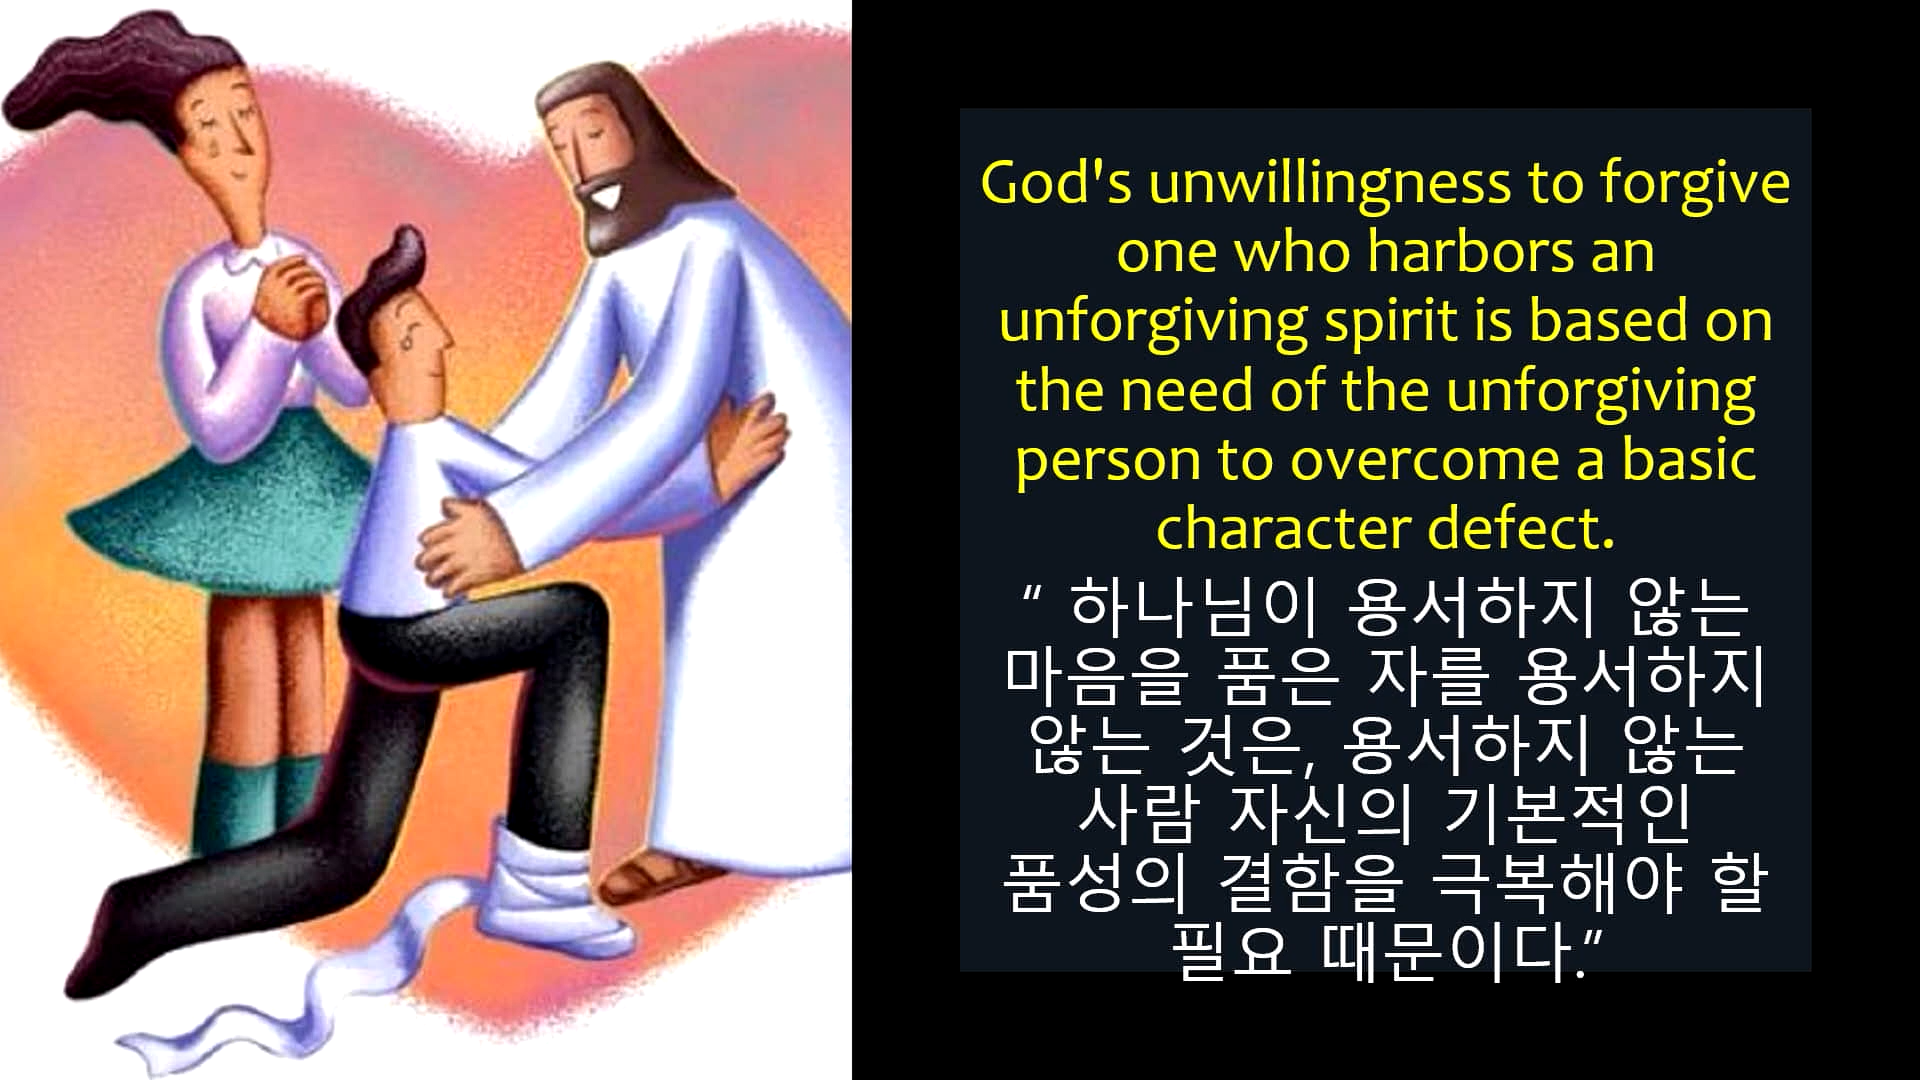 God's unwillingness to forgive
one who harbors an
unforgiving spirit is based on
the need of the unforgiving
person to overcome a basic
character defect.
“ 하나님이 용서하지 않는
마음을 품은 자를 용서하지
않는 것은, 용서하지 않는
사람 자신의 기본적인
품성의 결함을 극복해야 할
필요 때문이다.”